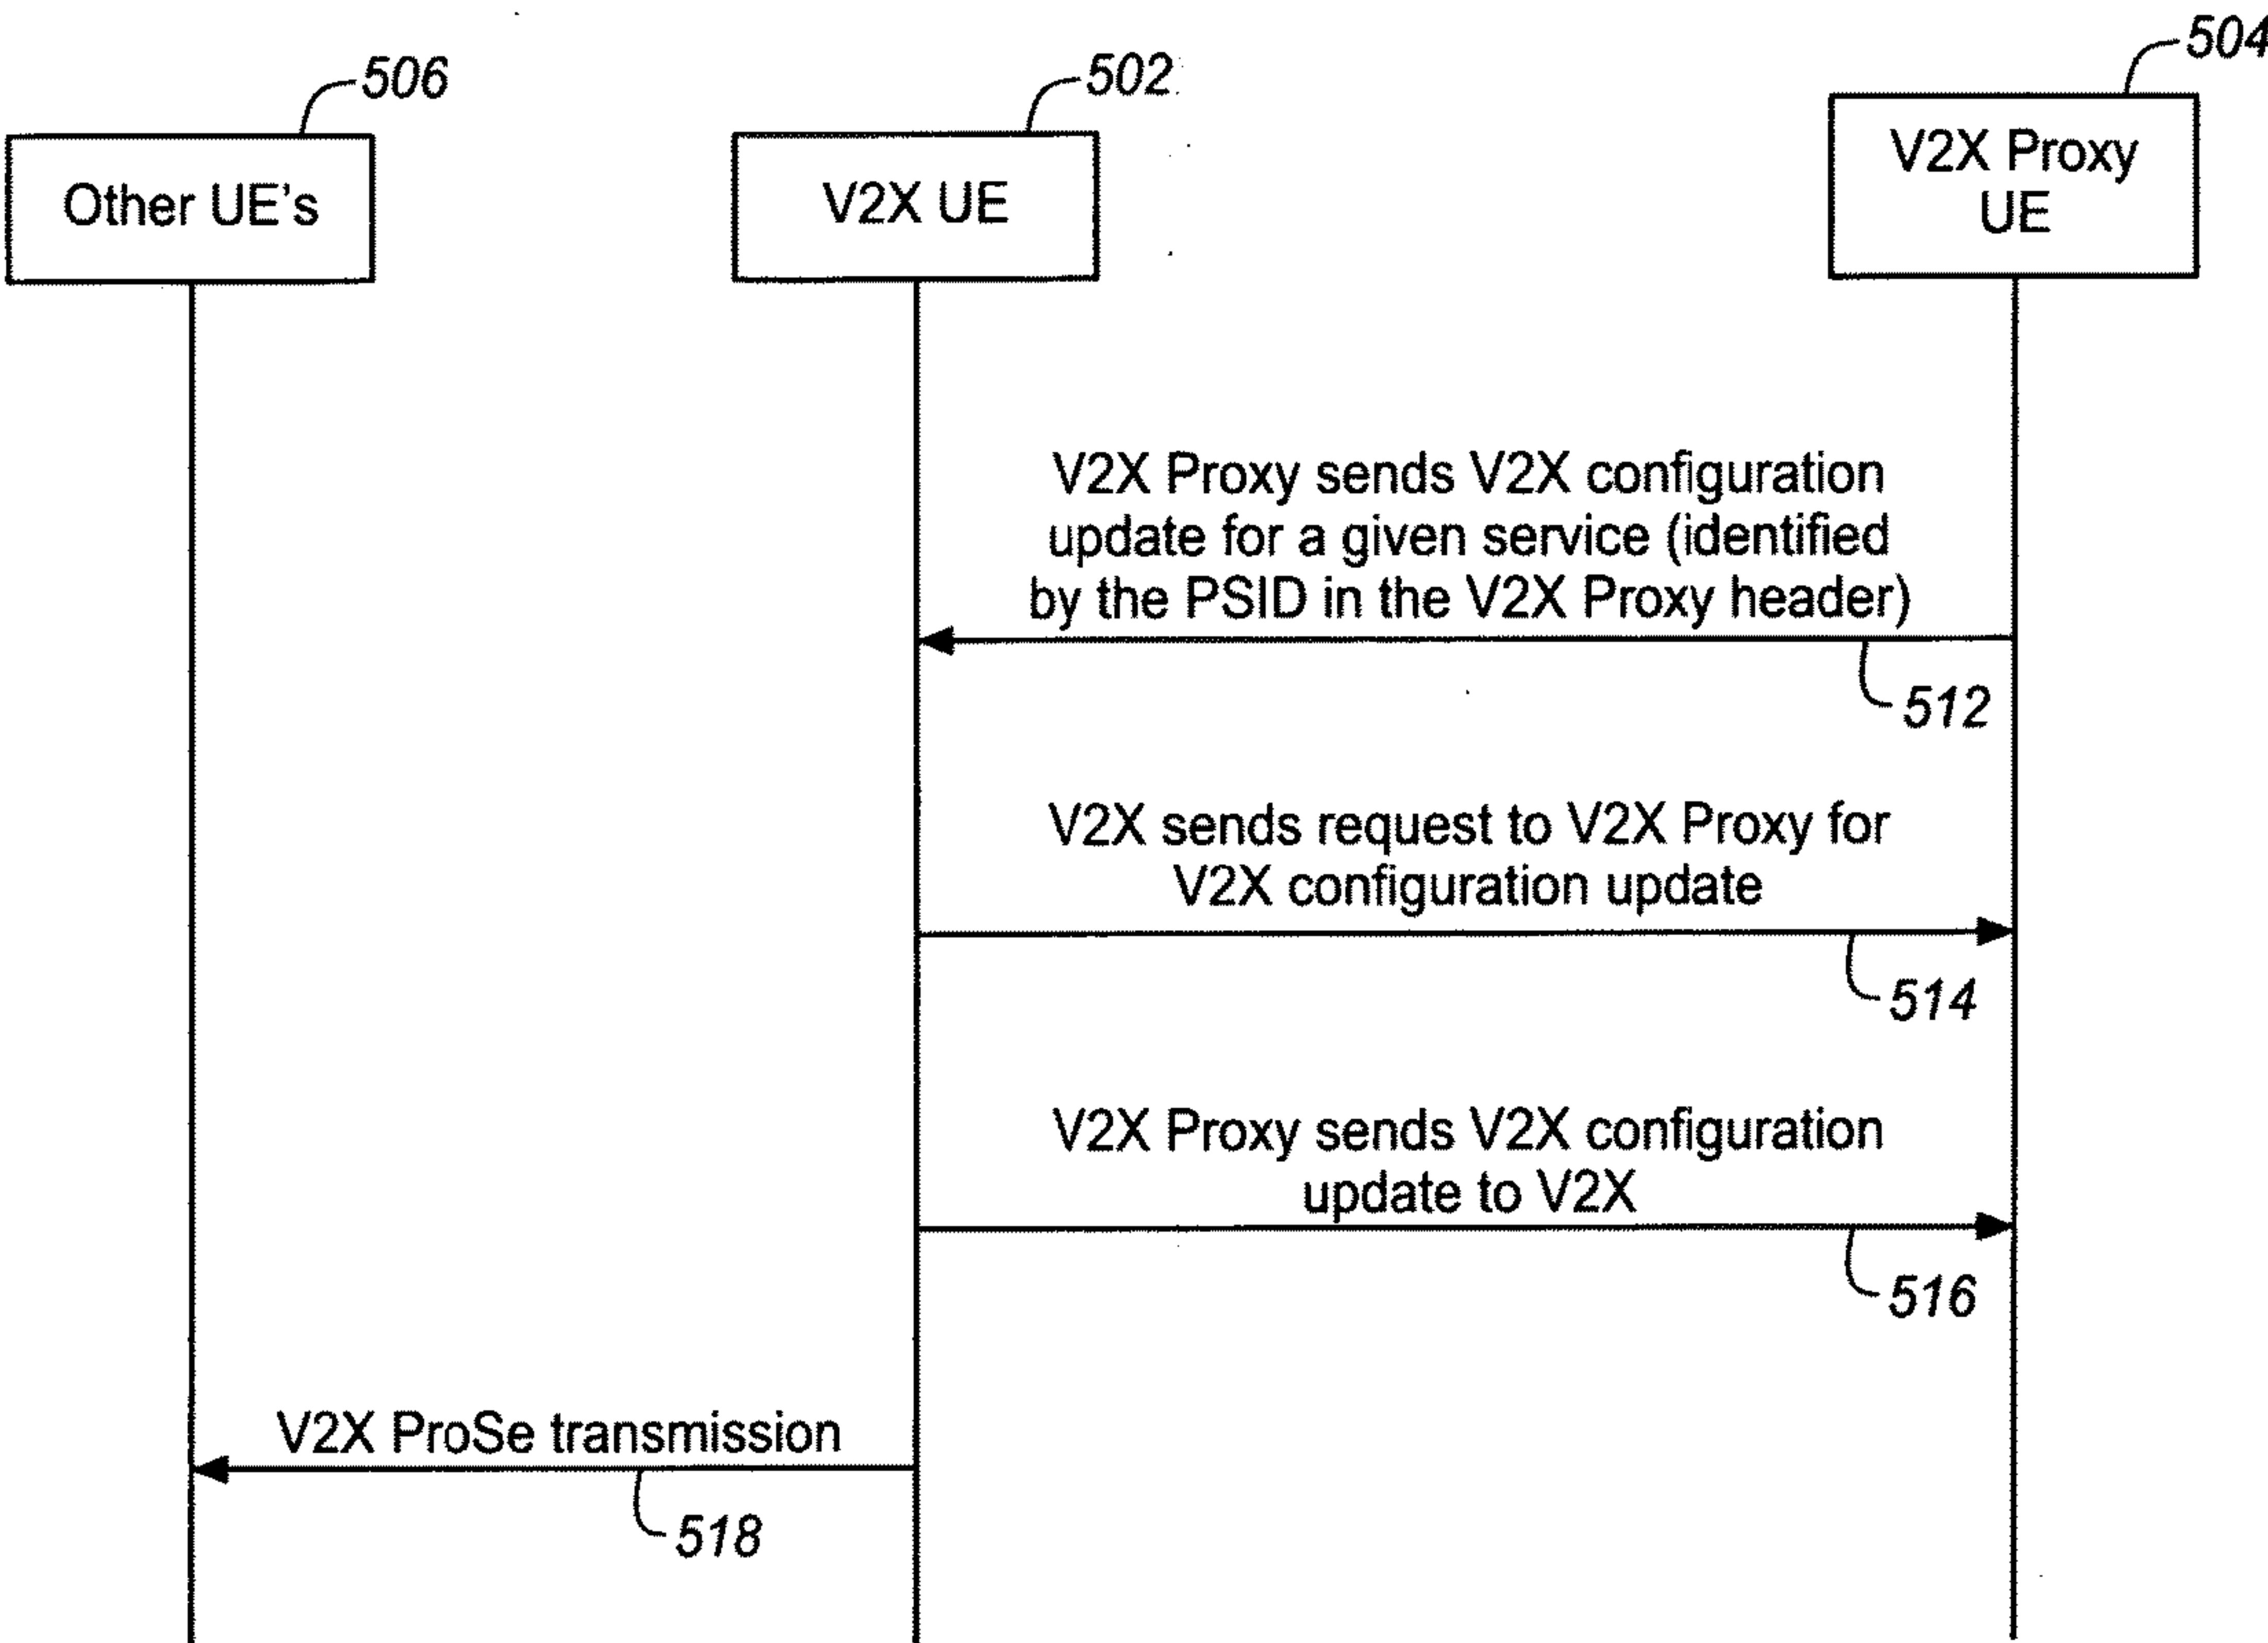 506
502
504
Other UE's
V2X UE
V2X Proxy
UE
V2X Proxy sends V2X configuration
update for a given service (identified
by the PSID in the V2X Proxy header)
512
V2X sends request to V2X Proxy for
V2X configuration update
514
V2X Proxy sends V2X configuration
update to V2X
516
V2X ProSe transmission
518